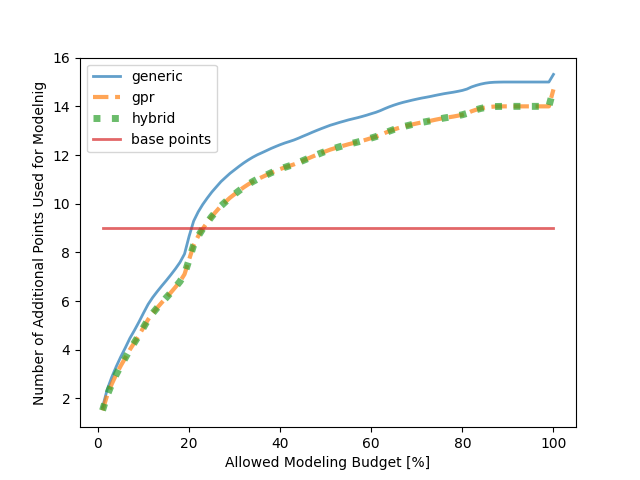 16
14
12
10
8
6
4
2
Number of Additional Points Used for Modelnig
generic
gpr
hybrid
base points
0 20 40 60 80 100
Allowed Modeling Budget [%]